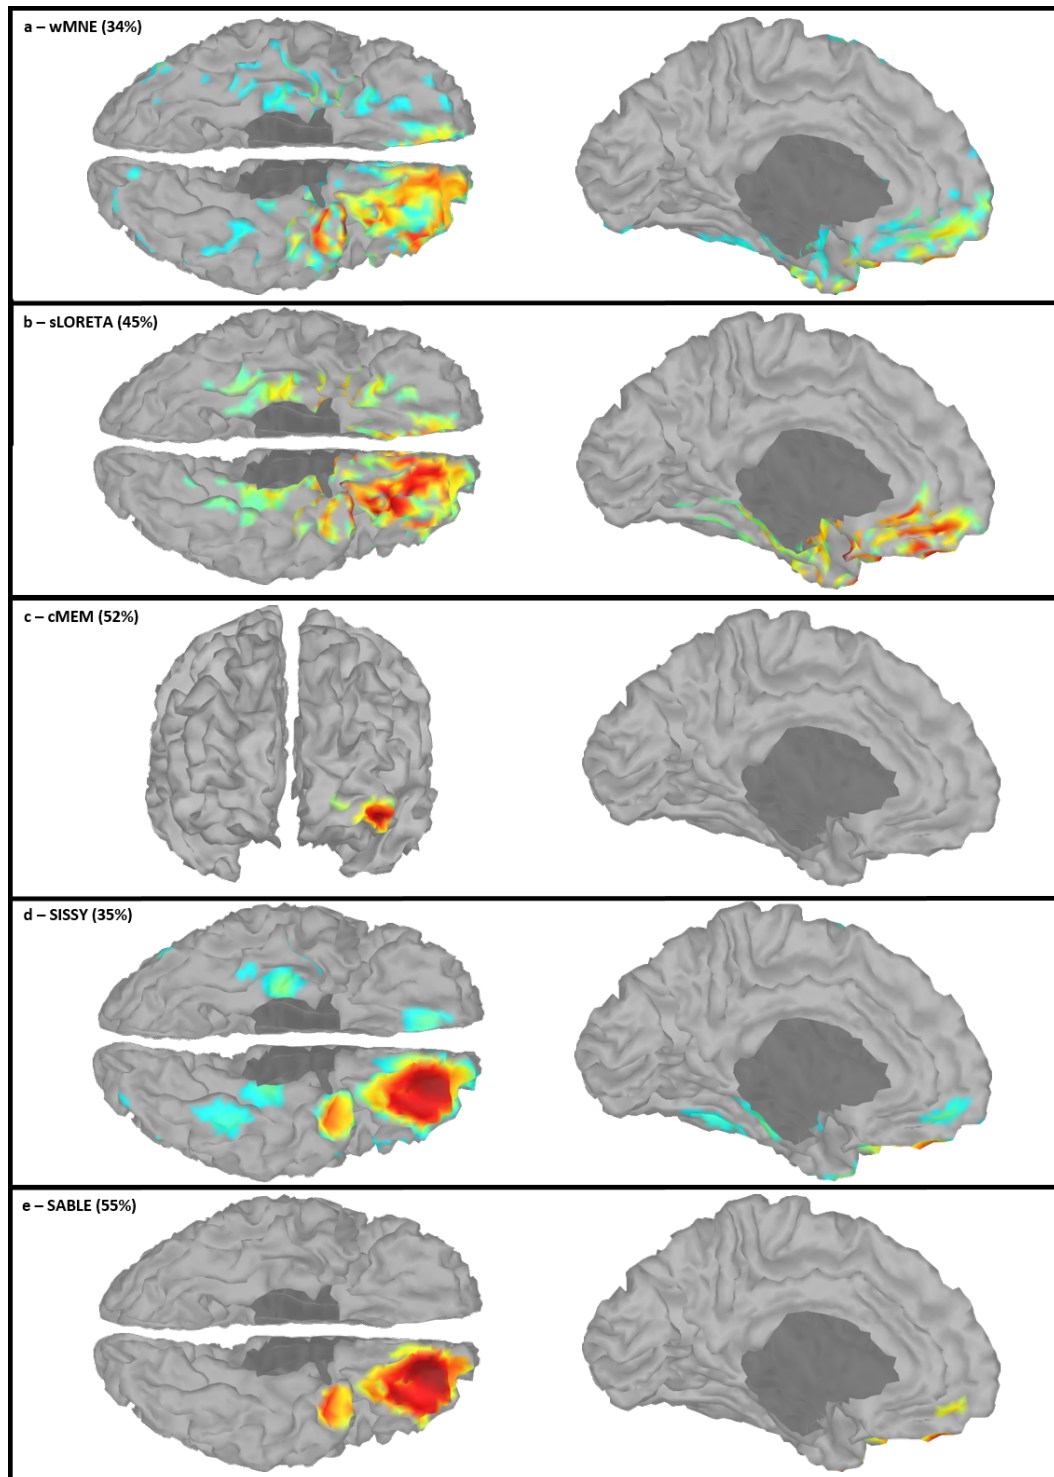 a – wMNE (34%)
b – sLORETA (45%)
c – cMEM (52%)
d – SISSY (35%)
e – SABLE (55%)